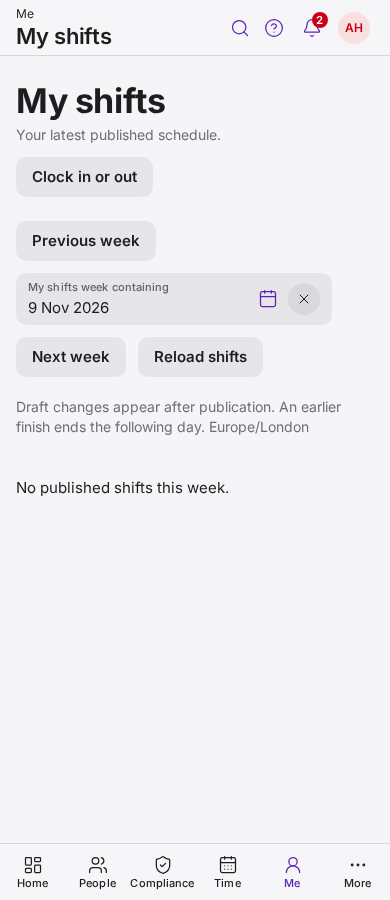 Me
My shifts
2
AH
My shifts
Your latest published schedule.
Clock in or out
Previous week
My shifts week containing
9 Nov 2026
Next week
Reload shifts
Draft changes appear after publication. An earlier
finish ends the following day. Europe/London
No published shifts this week.
Home
People
Compliance
Time
Me
More